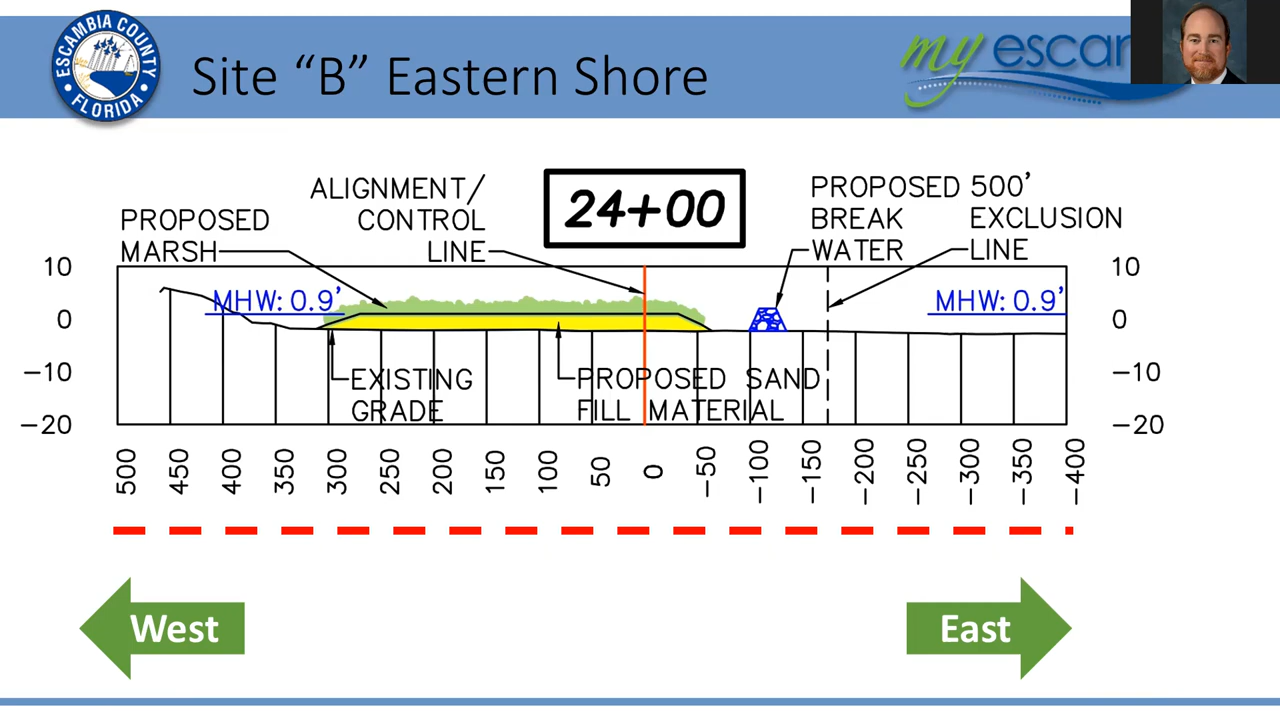 ESCAMBIA COUNTY
FLORIDA
Site “B” Eastern Shore
my escam
24+00
PROPOSED
MARSH
ALIGNMENT/
CONTROL
LINE
PROPOSED
BREAK
WATER
500’
EXCLUSION
LINE
10
0
−10
−20
MHW: 0.9’
MHW: 0.9’
10
0
−10
−20
EXISTING
GRADE
PROPOSED SAND
FILL MATERIAL
500
450
400
350
300
250
200
150
100
50
0
−50
−100
−150
−200
−250
−300
−350
−400
West
East